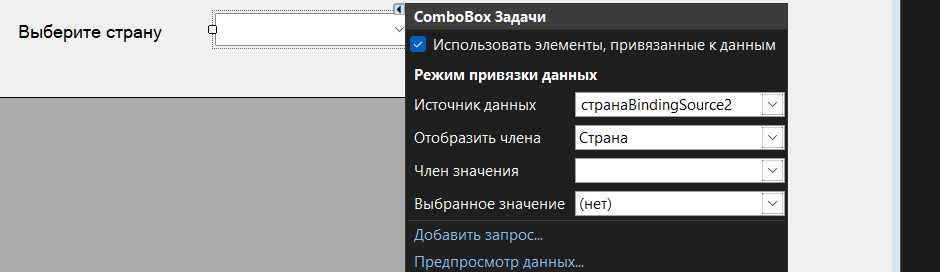 Выберите страну
ComboBox Задачи
Использовать элементы, привязанные к данным
Режим привязки данных
Источник данных странаBindingSource2
Отобразить члена Страна
Член значения
Выбранное значение (нет)
Добавить запрос...
Предпросмотр данных...